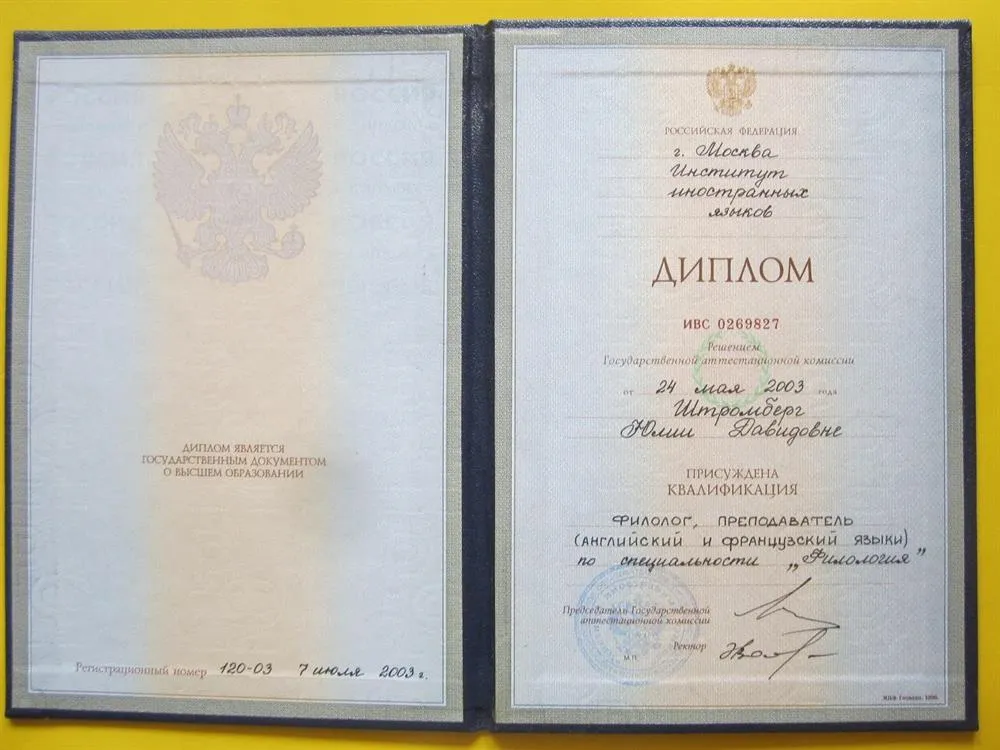 ДИПЛОМ ЯВЛЯЕТСЯ
ГОСУДАРСТВЕННЫМ ДОКУМЕНТОМ
О ВЫСШЕМ ОБРАЗОВАНИИ
Регистрационный номер 120-03 7 июля 2003 г.
РОССИЙСКАЯ ФЕДЕРАЦИЯ
г. Москва
Институт
иностранных
языков
ДИПЛОМ
ИВС 0269827
Решением
Государственной аттестационной комиссии
от 24 мая 2003 года
Штромберг
Юлии Давидовне
ПРИСУЖДЕНА
КВАЛИФИКАЦИЯ
ФИЛОЛОГ, ПРЕПОДАВАТЕЛЬ
(АНГЛИЙСКИЙ И ФРАНЦУЗСКИЙ ЯЗЫКИ)
по специальности „Филология"
Председатель Государственной
аттестационной комиссии
Ректор
М.П.